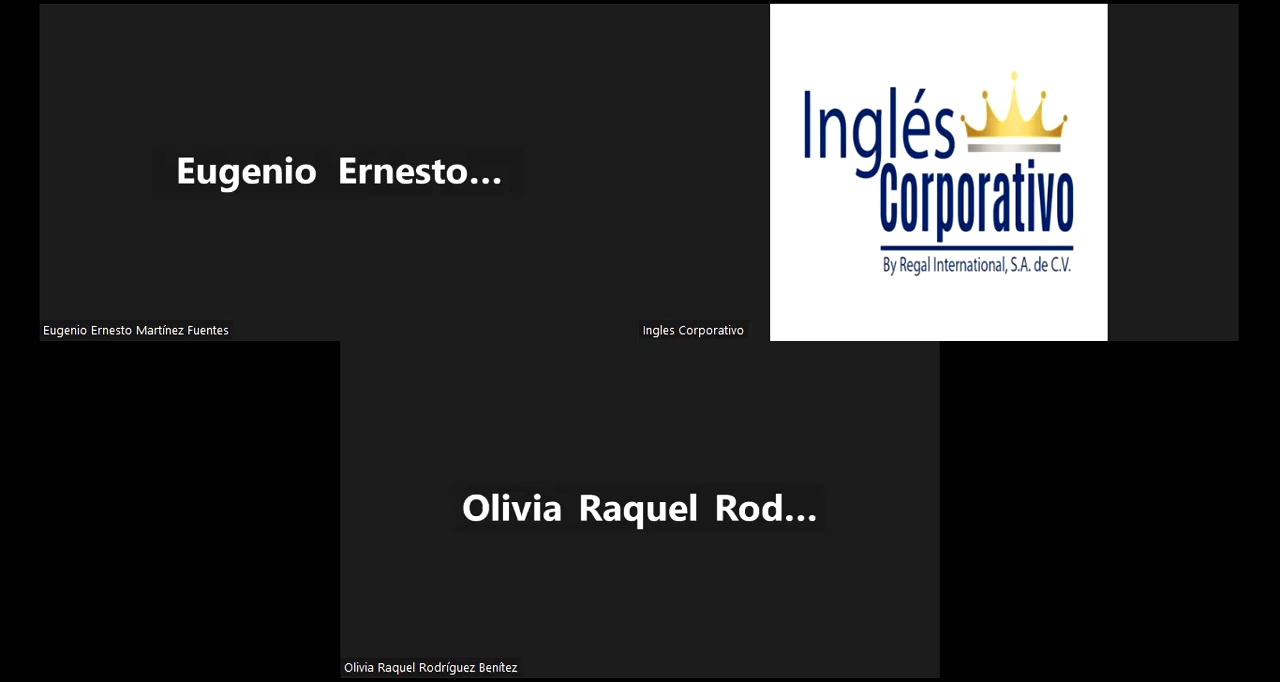 Eugenio Ernesto...
Eugenio Ernesto Martínez Fuentes
Inglés
Corporativo
By Regal International, S.A. de C.V.
Ingles Corporativo
Olivia Raquel Rod...
Olivia Raquel Rodríguez Benítez